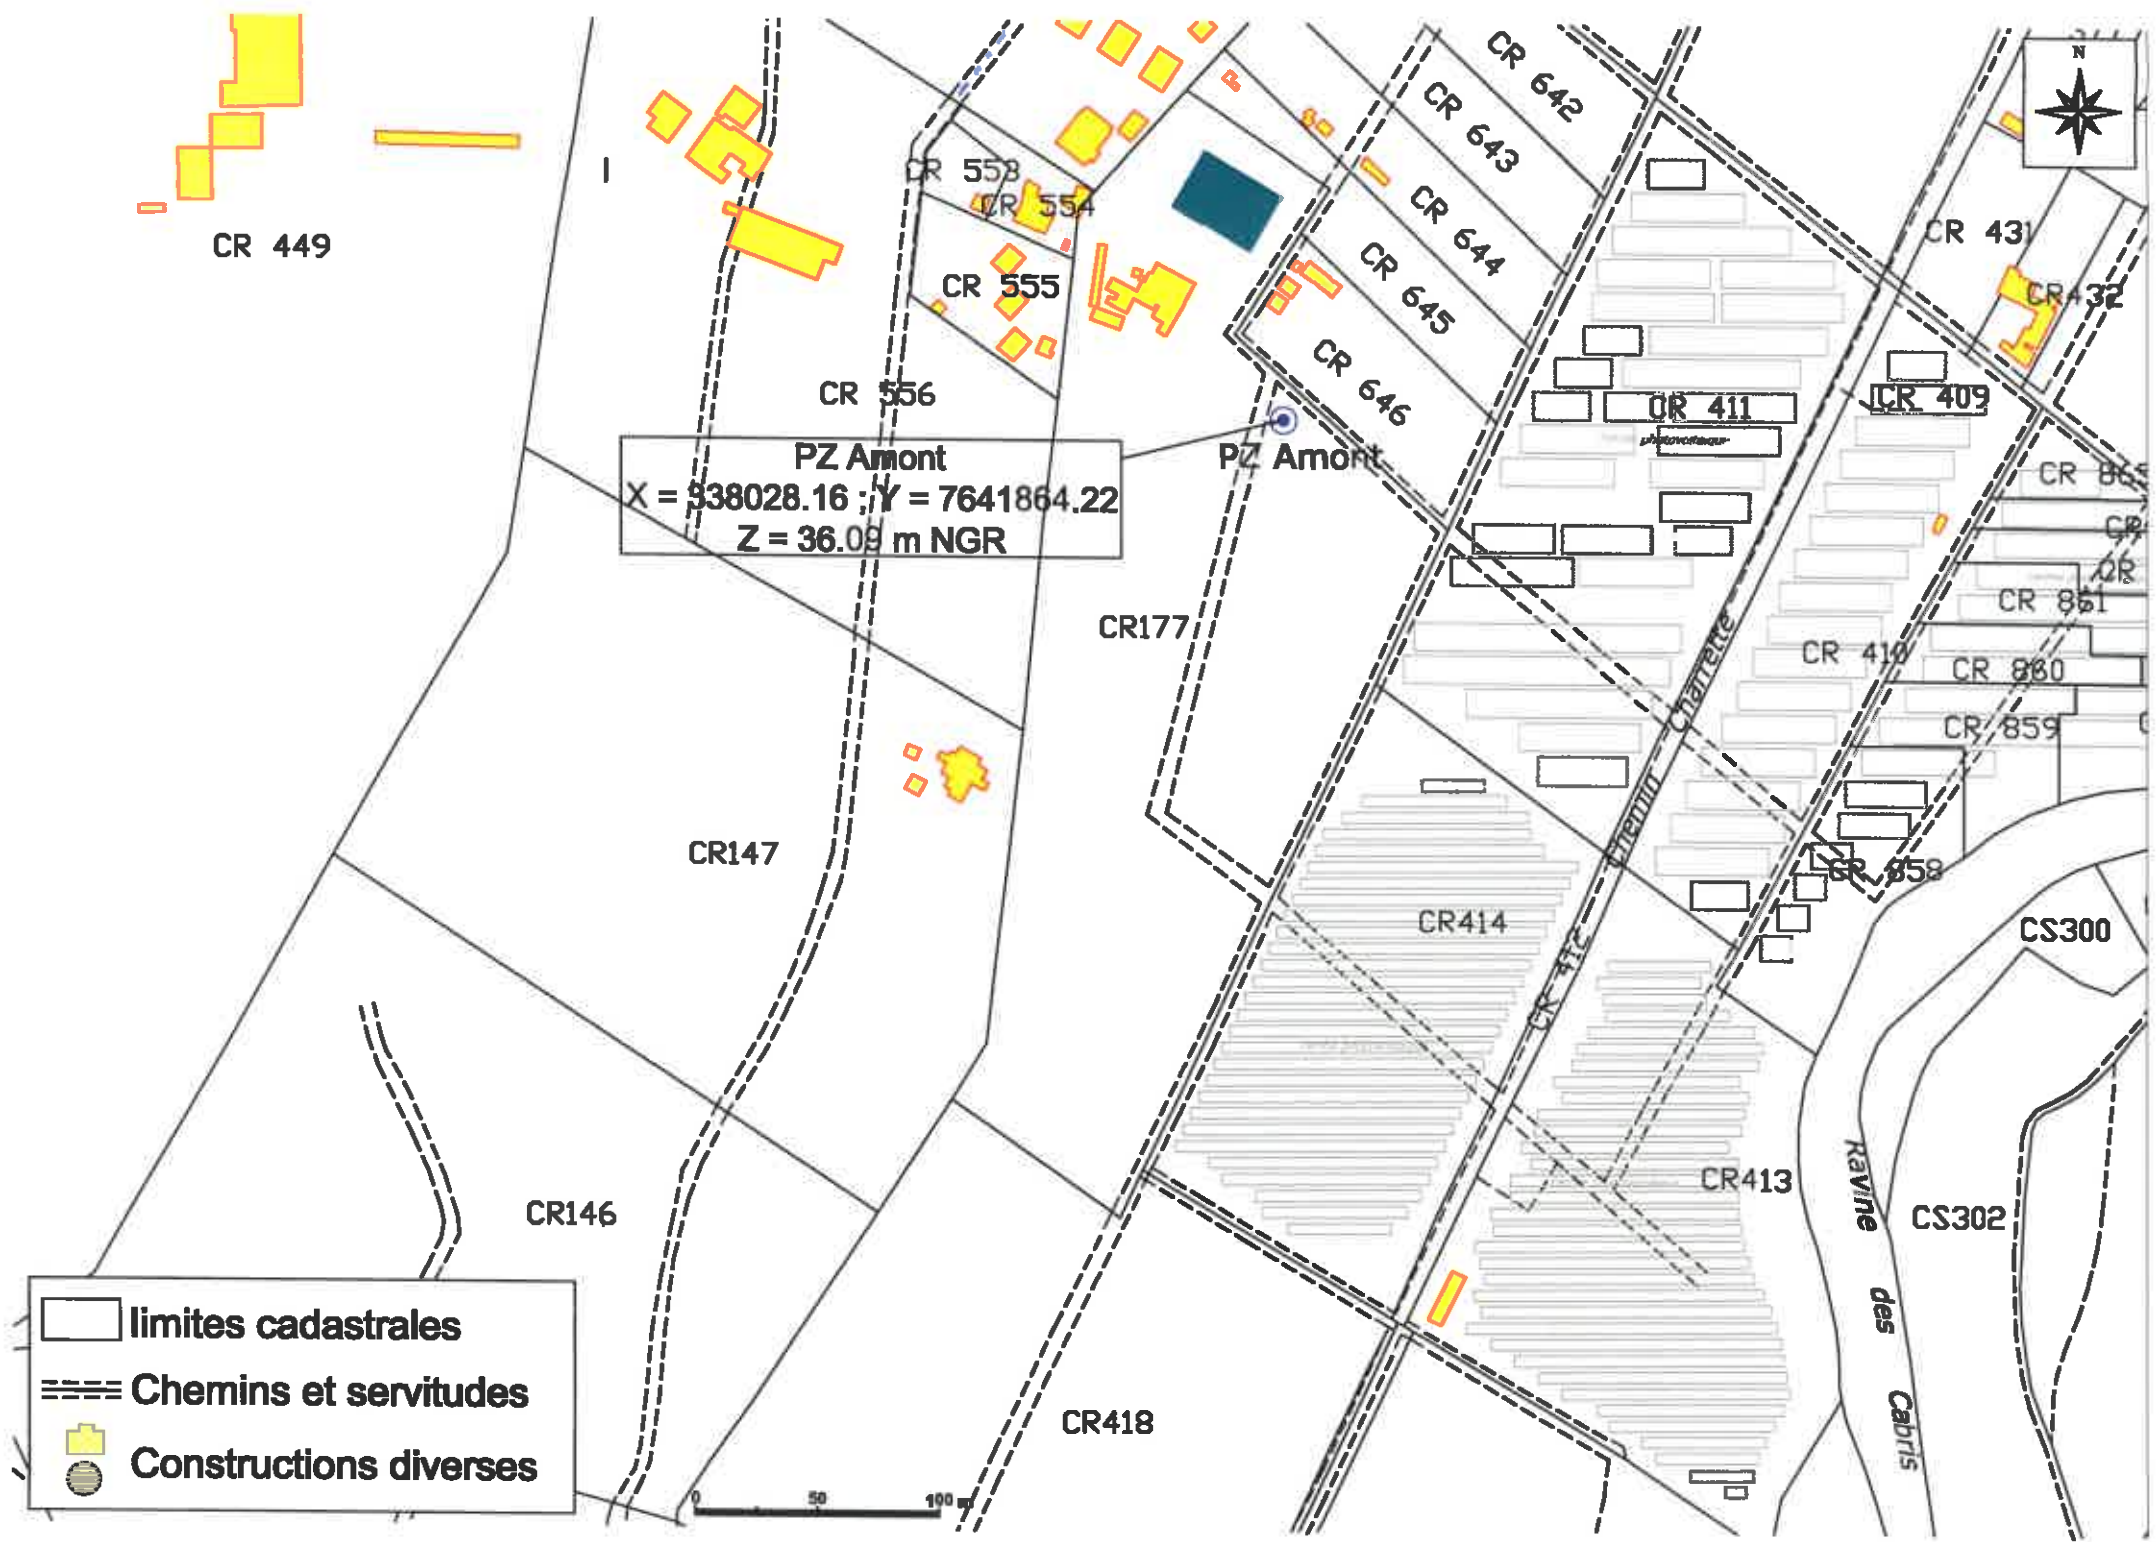 N
CR 642
CR 643
CR 553
CR 554
CR 644
CR 431
CR 449
CR 645
CR 555
CR432
CR 646
CR 556
CR 411
CR 409
photovoltaïque
PZ Amont
X = 338028.16 ; Y = 7641864.22
Z = 36.09 m NGR
PZ Amont
CR
CR
CR 861
CR177
CR 410
CR 860
CR 859
Chemin Charrette
CR147
CR 858
CR414
CS300
CR 412
CR413
CR146
CS302
Ravine des Cabris
limites cadastrales
Chemins et servitudes
Constructions diverses
CR418
0 50 100 m